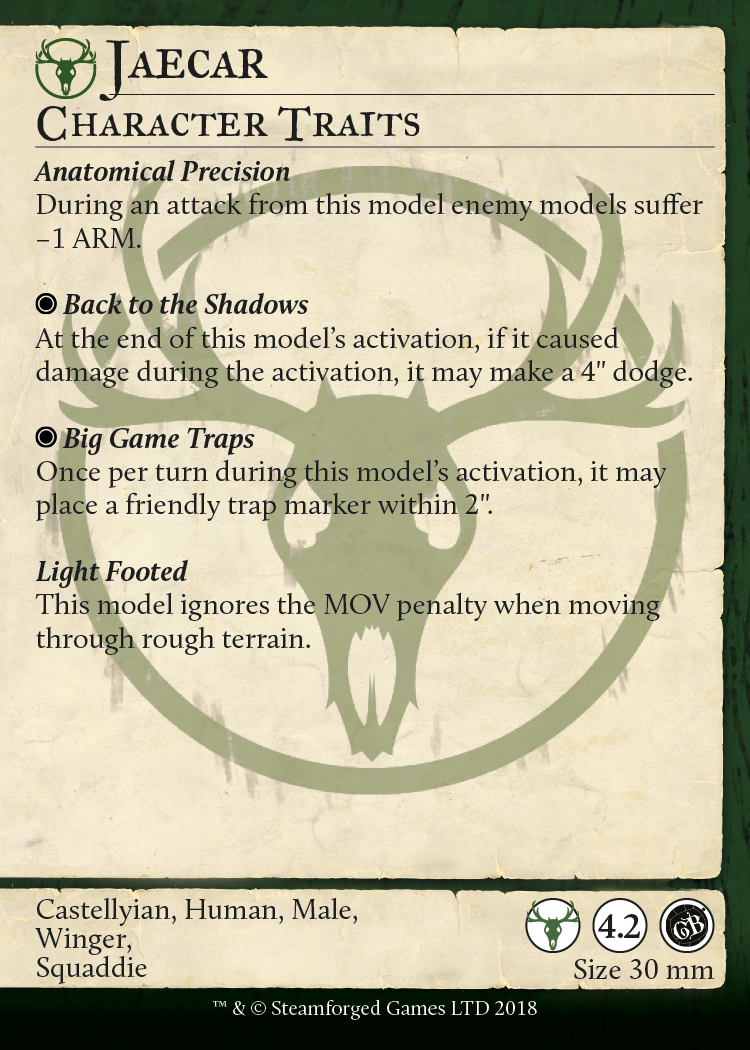 Jaecar
Character Traits
Anatomical Precision
During an attack from this model enemy models suffer
–1 ARM.
Back to the Shadows
At the end of this model’s activation, if it caused
damage during the activation, it may make a 4" dodge.
Big Game Traps
Once per turn during this model’s activation, it may
place a friendly trap marker within 2".
Light Footed
This model ignores the MOV penalty when moving
through rough terrain.
Castellyian, Human, Male,
Winger,
Squaddie
4.2
GB
Size 30 mm
™ & © Steamforged Games LTD 2018